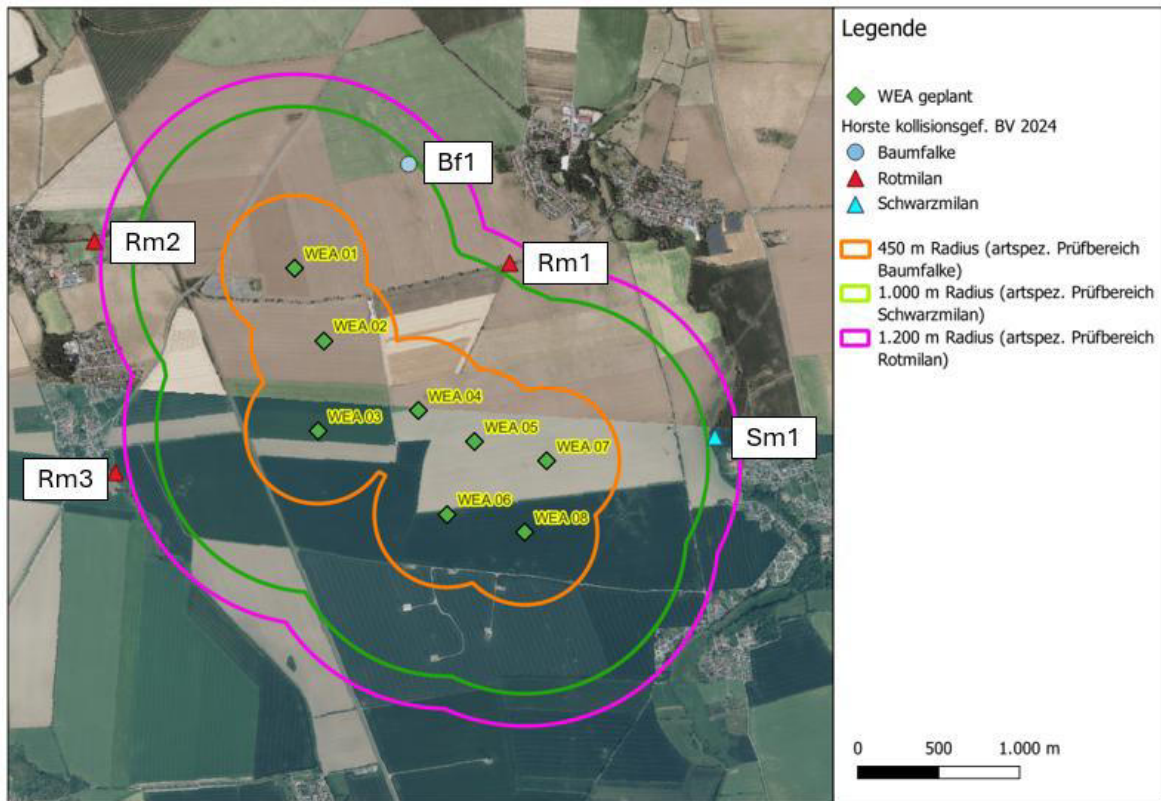 Legende
WEA geplant
Horste kollisionsgef. BV 2024
Baumfalke
Rotmilan
Schwarzmilan
450 m Radius (artspez. Prüfbereich
Baumfalke)
1.000 m Radius (artspez. Prüfbereich
Schwarzmilan)
1.200 m Radius (artspez. Prüfbereich
Rotmilan)
0 500 1.000 m
Bf1
Rm2
Rm1
WEA 01
WEA 02
WEA 04
WEA 03
WEA 05
Sm1
WEA 07
Rm3
WEA 06
WEA 08